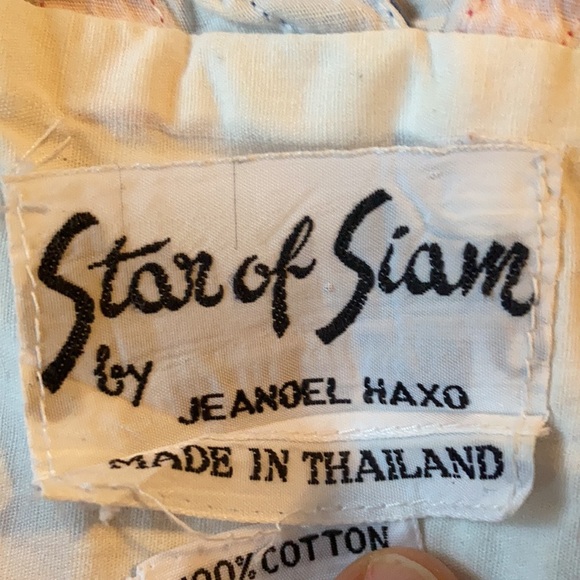 Star of Siam
by JEANOEL HAXO
MADE IN THAILAND
100% COTTON